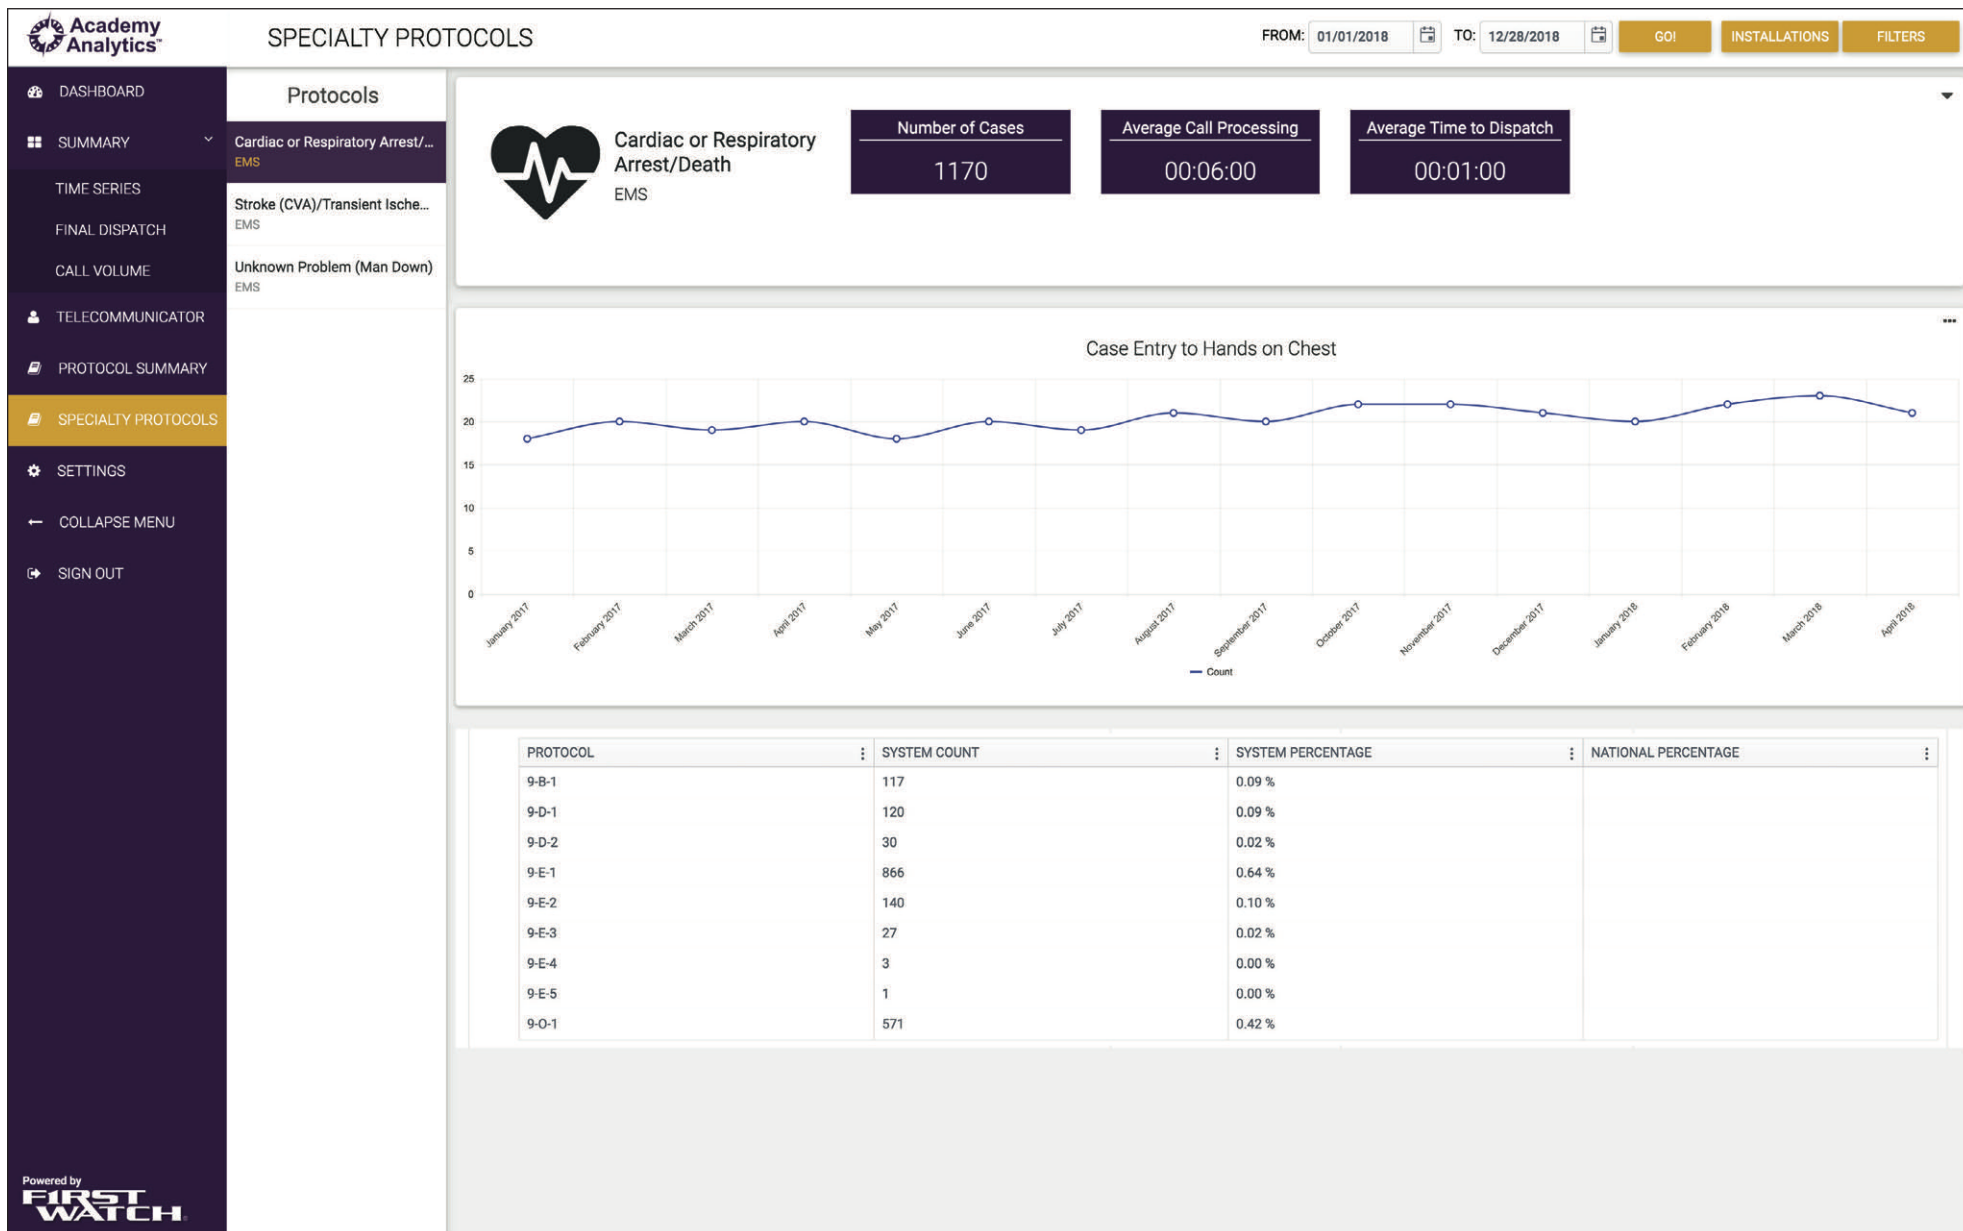 Academy
Analytics™
SPECIALTY PROTOCOLS
FROM: 01/01/2018 TO: 12/28/2018 GO! INSTALLATIONS FILTERS
DASHBOARD
SUMMARY
TIME SERIES
FINAL DISPATCH
CALL VOLUME
TELECOMMUNICATOR
PROTOCOL SUMMARY
SPECIALTY PROTOCOLS
SETTINGS
COLLAPSE MENU
SIGN OUT
Powered by
FIRST
WATCH®
Protocols
Cardiac or Respiratory Arrest/...
EMS
Stroke (CVA)/Transient Ische...
EMS
Unknown Problem (Man Down)
EMS
Cardiac or Respiratory
Arrest/Death
EMS
Number of Cases
1170
Average Call Processing
00:06:00
Average Time to Dispatch
00:01:00
Case Entry to Hands on Chest
25
20
15
10
5
0
January 2017 February 2017 March 2017 April 2017 May 2017 June 2017 July 2017 August 2017 September 2017 October 2017 November 2017 December 2017 January 2018 February 2018 March 2018 April 2018
Count
PROTOCOL SYSTEM COUNT SYSTEM PERCENTAGE NATIONAL PERCENTAGE
9-B-1 117 0.09 %
9-D-1 120 0.09 %
9-D-2 30 0.02 %
9-E-1 866 0.64 %
9-E-2 140 0.10 %
9-E-3 27 0.02 %
9-E-4 3 0.00 %
9-E-5 1 0.00 %
9-O-1 571 0.42 %